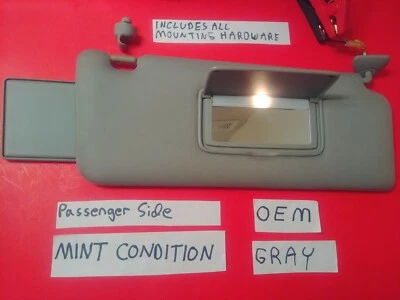 INCLUDES ALL
MOUNTING HARDWARE
Passenger Side
OEM
MINT CONDITION
GRAY